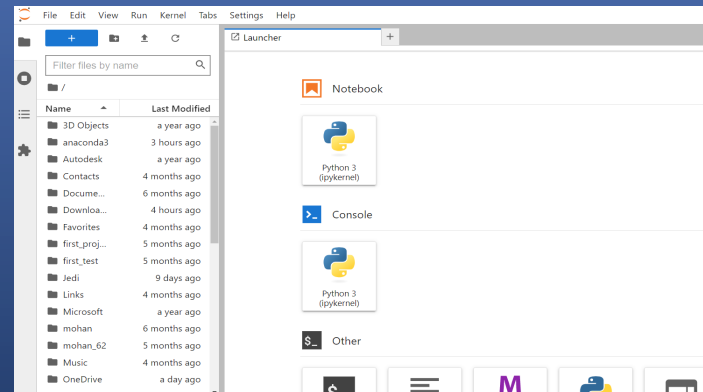 File Edit View Run Kernel Tabs Settings Help
+
Launcher
+
Filter files by name
/
Name Last Modified
3D Objects a year ago
anaconda3 3 hours ago
Autodesk a year ago
Contacts 4 months ago
Docume... 6 months ago
Downloa... 4 hours ago
Favorites 4 months ago
first_proj... 5 months ago
first_test 5 months ago
Jedi 9 days ago
Links 4 months ago
Microsoft a year ago
mohan 6 months ago
mohan_62 5 months ago
Music 4 months ago
OneDrive a day ago
Notebook
Python 3
(ipykernel)
>_ Console
Python 3
(ipykernel)
$_ Other
$_
M